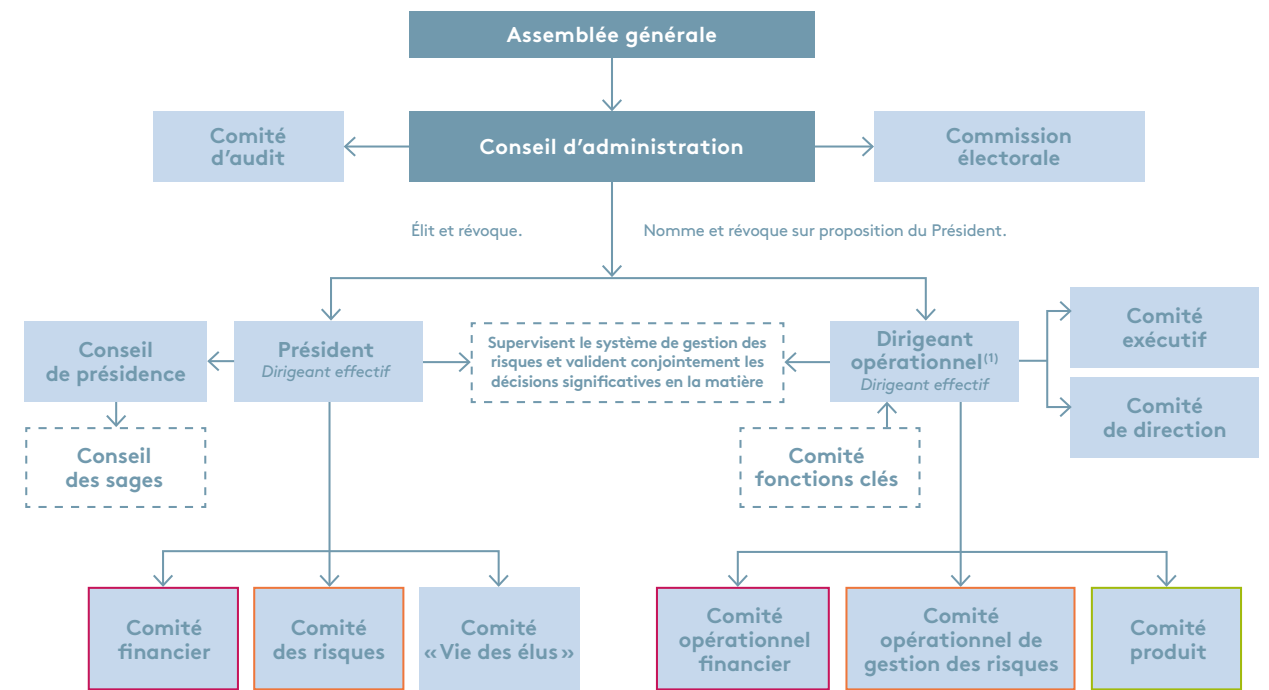 Assemblée générale
Comité
d’audit
Conseil d’administration
Commission
électorale
Élit et révoque.
Nomme et révoque sur proposition du Président.
Conseil
de présidence
Président
Dirigeant effectif
Supervisent le système de gestion des
risques et valident conjointement les
décisions significatives en la matière
Dirigeant
opérationnel(1)
Dirigeant effectif
Comité
exécutif
Comité
de direction
Conseil
des sages
Comité
fonctions clés
Comité
financier
Comité
des risques
Comité
« Vie des élus »
Comité
opérationnel
financier
Comité
opérationnel de
gestion des risques
Comité
produit